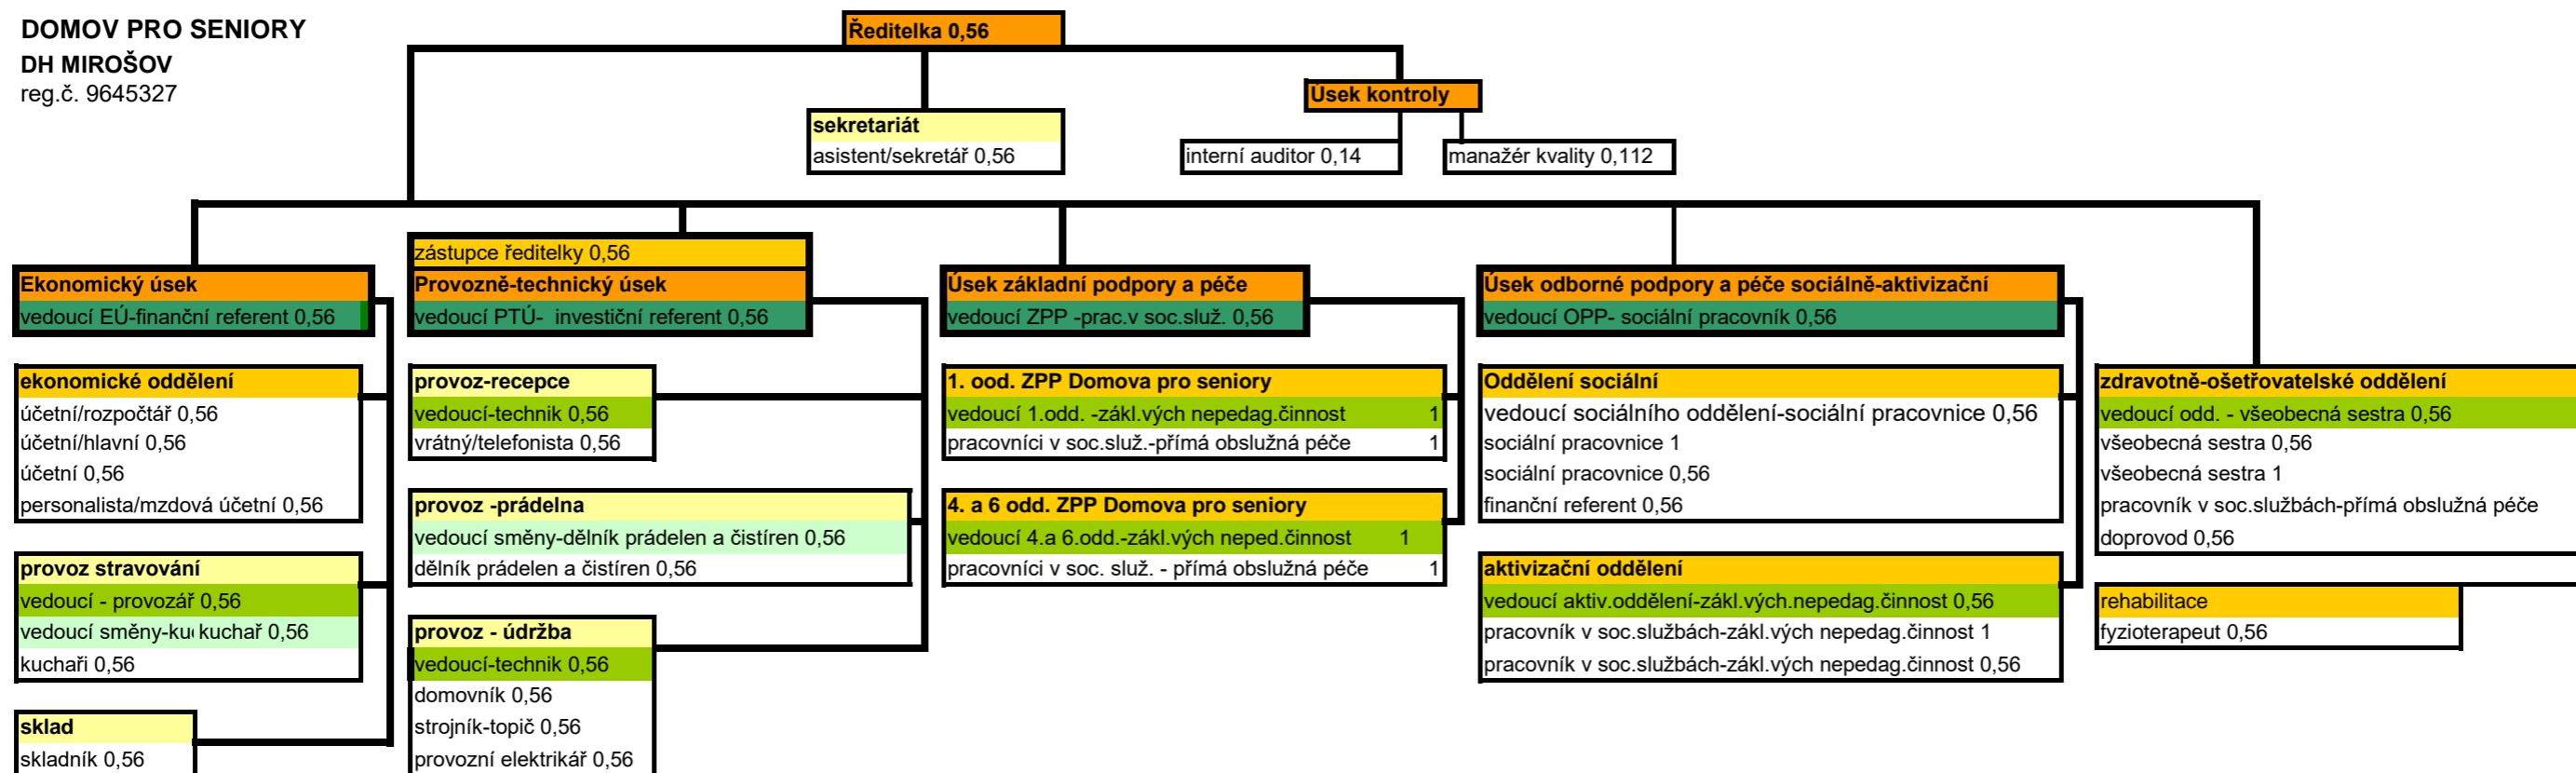 DOMOV PRO SENIORY
DH MIROŠOV
reg.č. 9645327
Ředitelka 0,56
Úsek kontroly
sekretariát
asistent/sekretář 0,56
interní auditor 0,14
manažér kvality 0,112
Ekonomický úsek
vedoucí EÚ-finanční referent 0,56
zástupce ředitelky 0,56
Provozně-technický úsek
vedoucí PTÚ- investiční referent 0,56
Úsek základní podpory a péče
vedoucí ZPP -prac.v soc.služ. 0,56
Úsek odborné podpory a péče sociálně-aktivizační
vedoucí OPP- sociální pracovník 0,56
ekonomické oddělení
účetní/rozpočtář 0,56
účetní/hlavní 0,56
účetní 0,56
personalista/mzdová účetní 0,56
provoz stravování
vedoucí - provozář 0,56
vedoucí směny-ku kuchař 0,56
kuchaři 0,56
sklad
skladník 0,56
provoz-recepce
vedoucí-technik 0,56
vrátný/telefonista 0,56
provoz -prádelna
vedoucí směny-dělník prádelen a čistíren 0,56
dělník prádelen a čistíren 0,56
provoz - údržba
vedoucí-technik 0,56
domovník 0,56
strojník-topič 0,56
provozní elektrikář 0,56
1. ood. ZPP Domova pro seniory
vedoucí 1.odd. -zákl.vých nepedag.činnost 1
pracovníci v soc.služ.-přímá obslužná péče 1
4. a 6 odd. ZPP Domova pro seniory
vedoucí 4.a 6.odd.-zákl.vých neped.činnost 1
pracovníci v soc. služ. - přímá obslužná péče 1
Oddělení sociální
vedoucí sociálního oddělení-sociální pracovnice 0,56
sociální pracovnice 1
sociální pracovnice 0,56
finanční referent 0,56
aktivizační oddělení
vedoucí aktiv.oddělení-zákl.vých.nepedag.činnost 0,56
pracovník v soc.službách-zákl.vých nepedag.činnost 1
pracovník v soc.službách-zákl.vých nepedag.činnost 0,56
zdravotně-ošetřovatelské oddělení
vedoucí odd. - všeobecná sestra 0,56
všeobecná sestra 0,56
všeobecná sestra 1
pracovník v soc.službách-přímá obslužná péče
doprovod 0,56
rehabilitace
fyzioterapeut 0,56